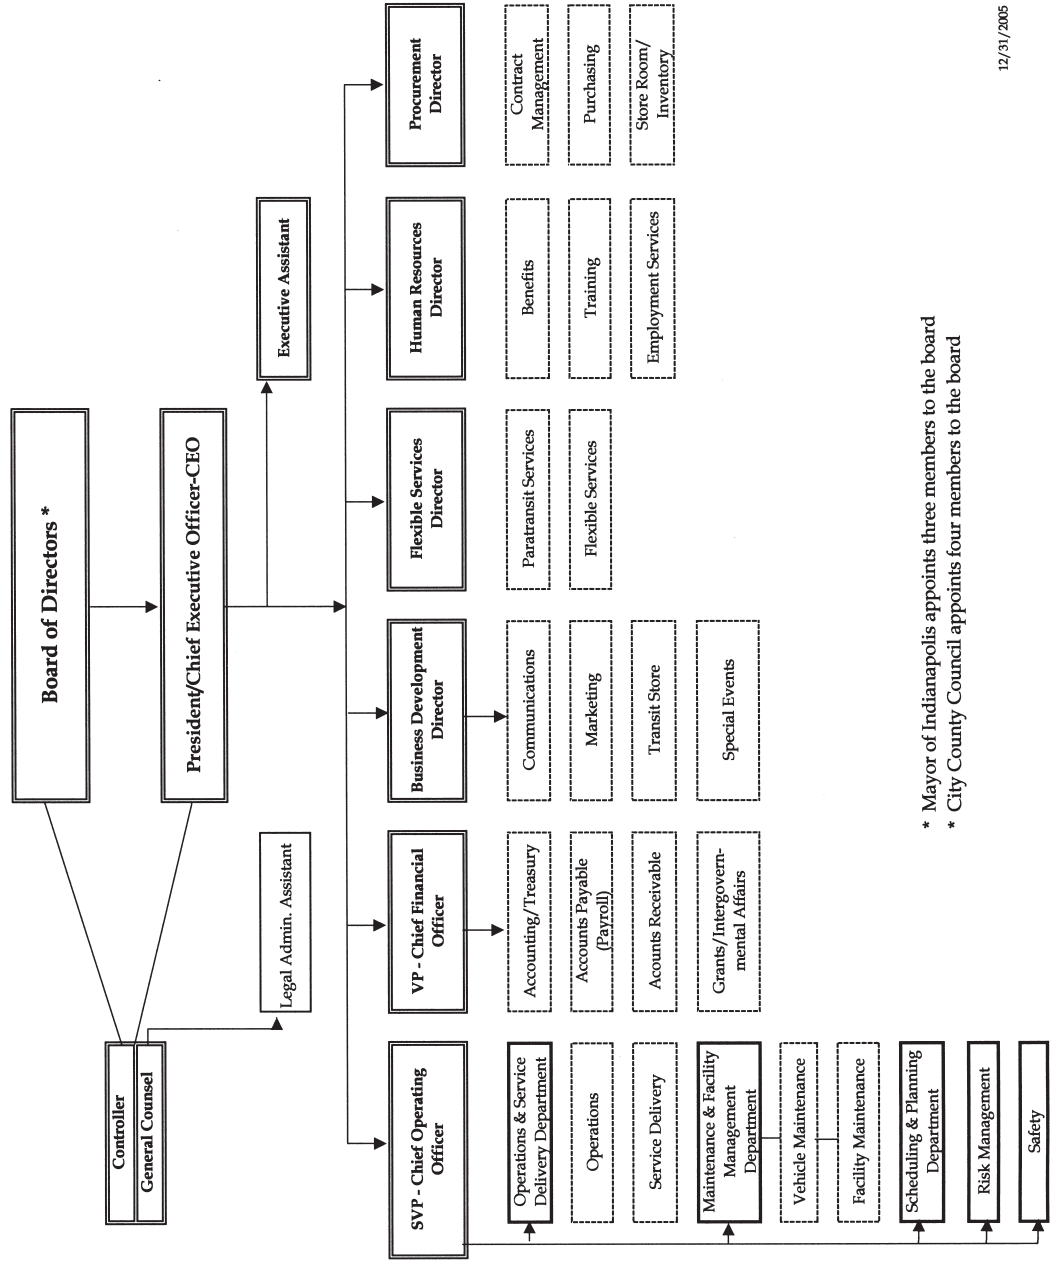 Board of Directors *
President/Chief Executive Officer-CEO
Controller
General Counsel
Legal Admin. Assistant
Executive Assistant
SVP - Chief Operating
Officer
VP - Chief Financial
Officer
Business Development
Director
Flexible Services
Director
Human Resources
Director
Procurement
Director
Operations & Service
Delivery Department
Operations
Service Delivery
Maintenance & Facility
Management
Department
Vehicle Maintenance
Facility Maintenance
Scheduling & Planning
Department
Risk Management
Safety
Accounting/Treasury
Accounts Payable
(Payroll)
Acounts Receivable
Grants/Intergovern-
mental Affairs
Communications
Marketing
Transit Store
Special Events
Paratransit Services
Flexible Services
Benefits
Training
Employment Services
Contract
Management
Purchasing
Store Room/
Inventory
* Mayor of Indianapolis appoints three members to the board
* City County Council appoints four members to the board
12/31/2005